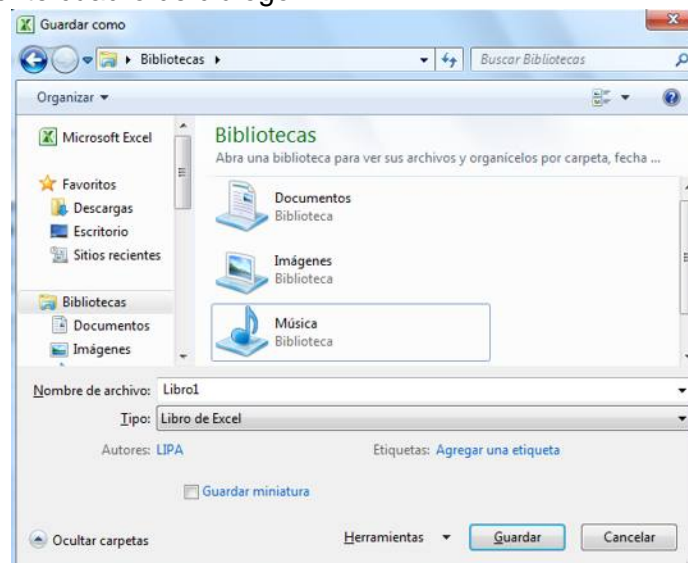 Guardar como
Bibliotecas
Buscar Bibliotecas
Organizar
Microsoft Excel
Favoritos
Descargas
Escritorio
Sitios recientes
Bibliotecas
Documentos
Imágenes
Bibliotecas
Abra una biblioteca para ver sus archivos y organícelos por carpeta, fecha ...
Documentos
Biblioteca
Imágenes
Biblioteca
Música
Biblioteca
Nombre de archivo: Libro1
Tipo: Libro de Excel
Autores: LIPA
Etiquetas: Agregar una etiqueta
Guardar miniatura
Ocultar carpetas
Herramientas
Guardar
Cancelar